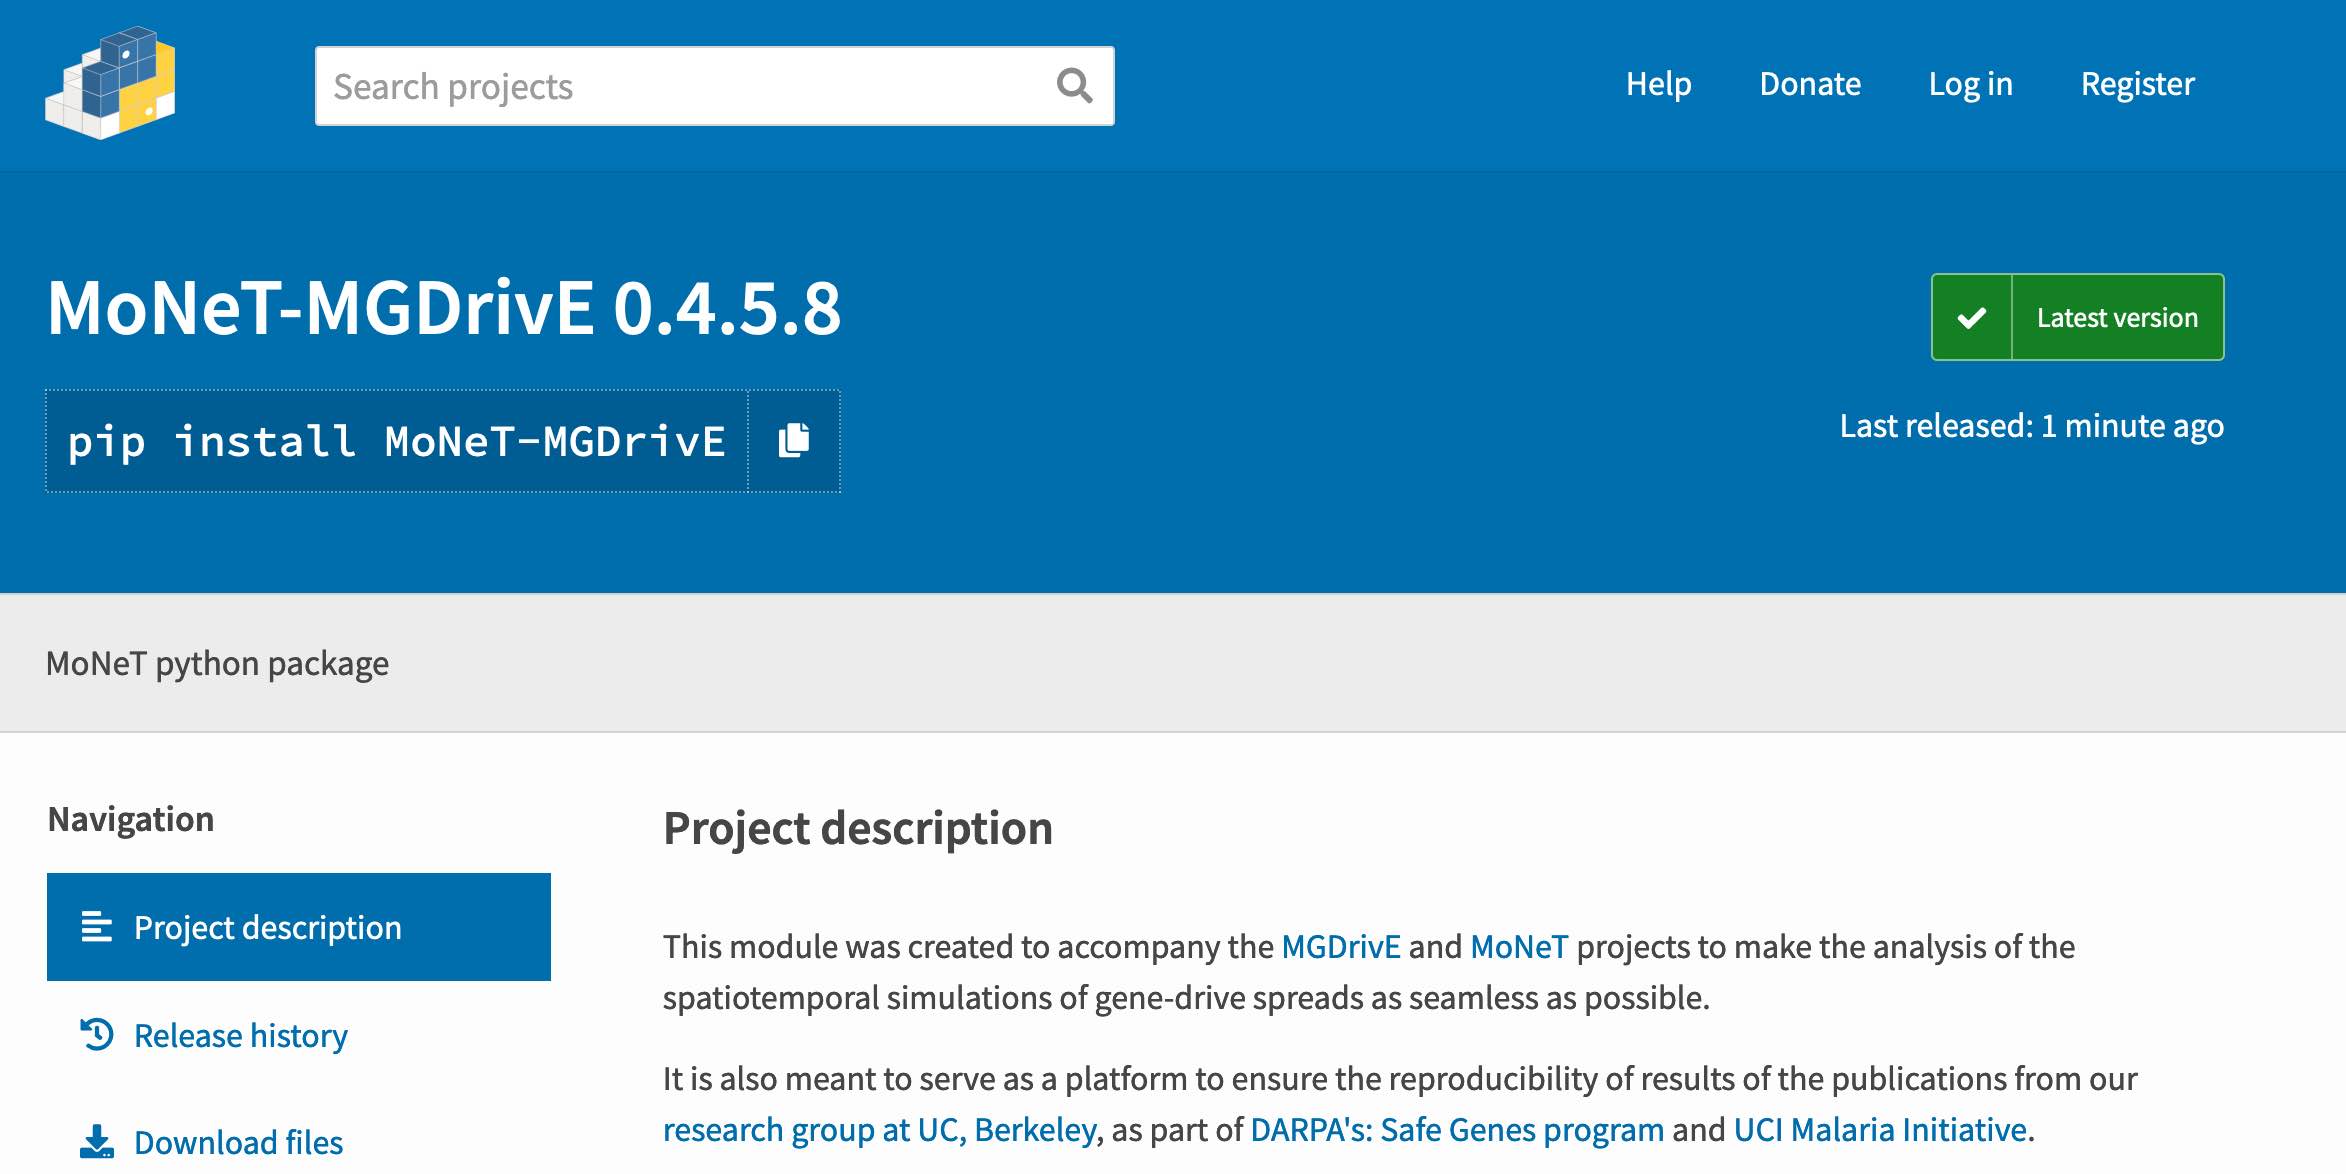 Search projects
Help
Donate
Log in
Register
MoNeT-MGDrivE 0.4.5.8
Latest version
pip install MoNeT-MGDrivE
Last released: 1 minute ago
MoNeT python package
Navigation
Project description
Release history
Download files
Project description
This module was created to accompany the MGDrivE and MoNeT projects to make the analysis of the
spatiotemporal simulations of gene-drive spreads as seamless as possible.
It is also meant to serve as a platform to ensure the reproducibility of results of the publications from our
research group at UC, Berkeley, as part of DARPA's: Safe Genes program and UCI Malaria Initiative.